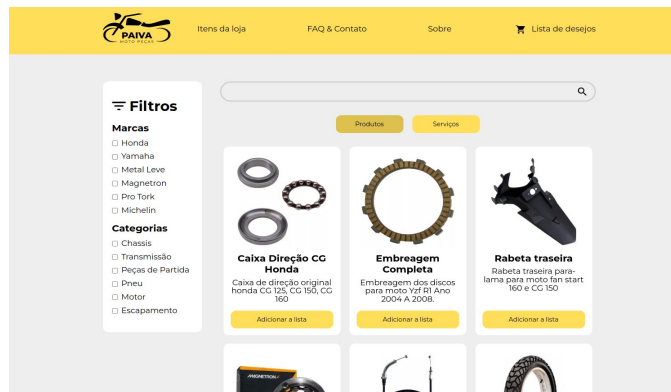 PAIVA
MOTO PEÇAS
Itens da loja
FAQ & Contato
Sobre
Lista de desejos
Filtros
Marcas
Honda
Yamaha
Metal Leve
Magnetron
Pro Tork
Michelin
Categorias
Chassis
Transmissão
Peças de Partida
Pneu
Motor
Escapamento
Produtos
Serviços
Caixa Direção CG
Honda
Caixa de direção original
honda CG 125, CG 150, CG
160
Adicionar a lista
Embreagem
Completa
Embreagem dos discos
para moto Yzf R1 Ano
2004 A 2008.
Adicionar a lista
Rabeta traseira
Rabeta traseira para-
lama para moto fan start
160 e CG 150
Adicionar a lista
MAGNETRON